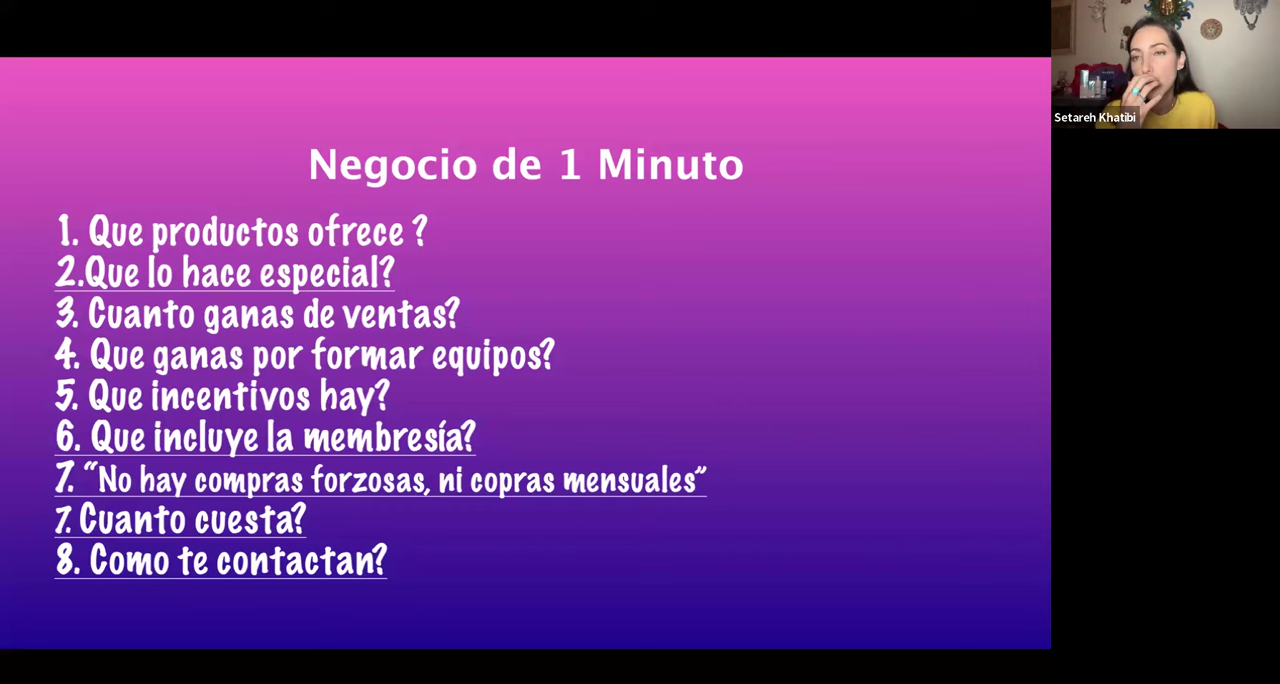 Negocio de 1 Minuto
1. Que productos ofrece ?
2.Que lo hace especial?
3. Cuanto ganas de ventas?
4. Que ganas por formar equipos?
5. Que incentivos hay?
6. Que incluye la membresía?
7. “No hay compras forzosas, ni copras mensuales”
7. Cuanto cuesta?
8. Como te contactan?
Setareh Khatibi